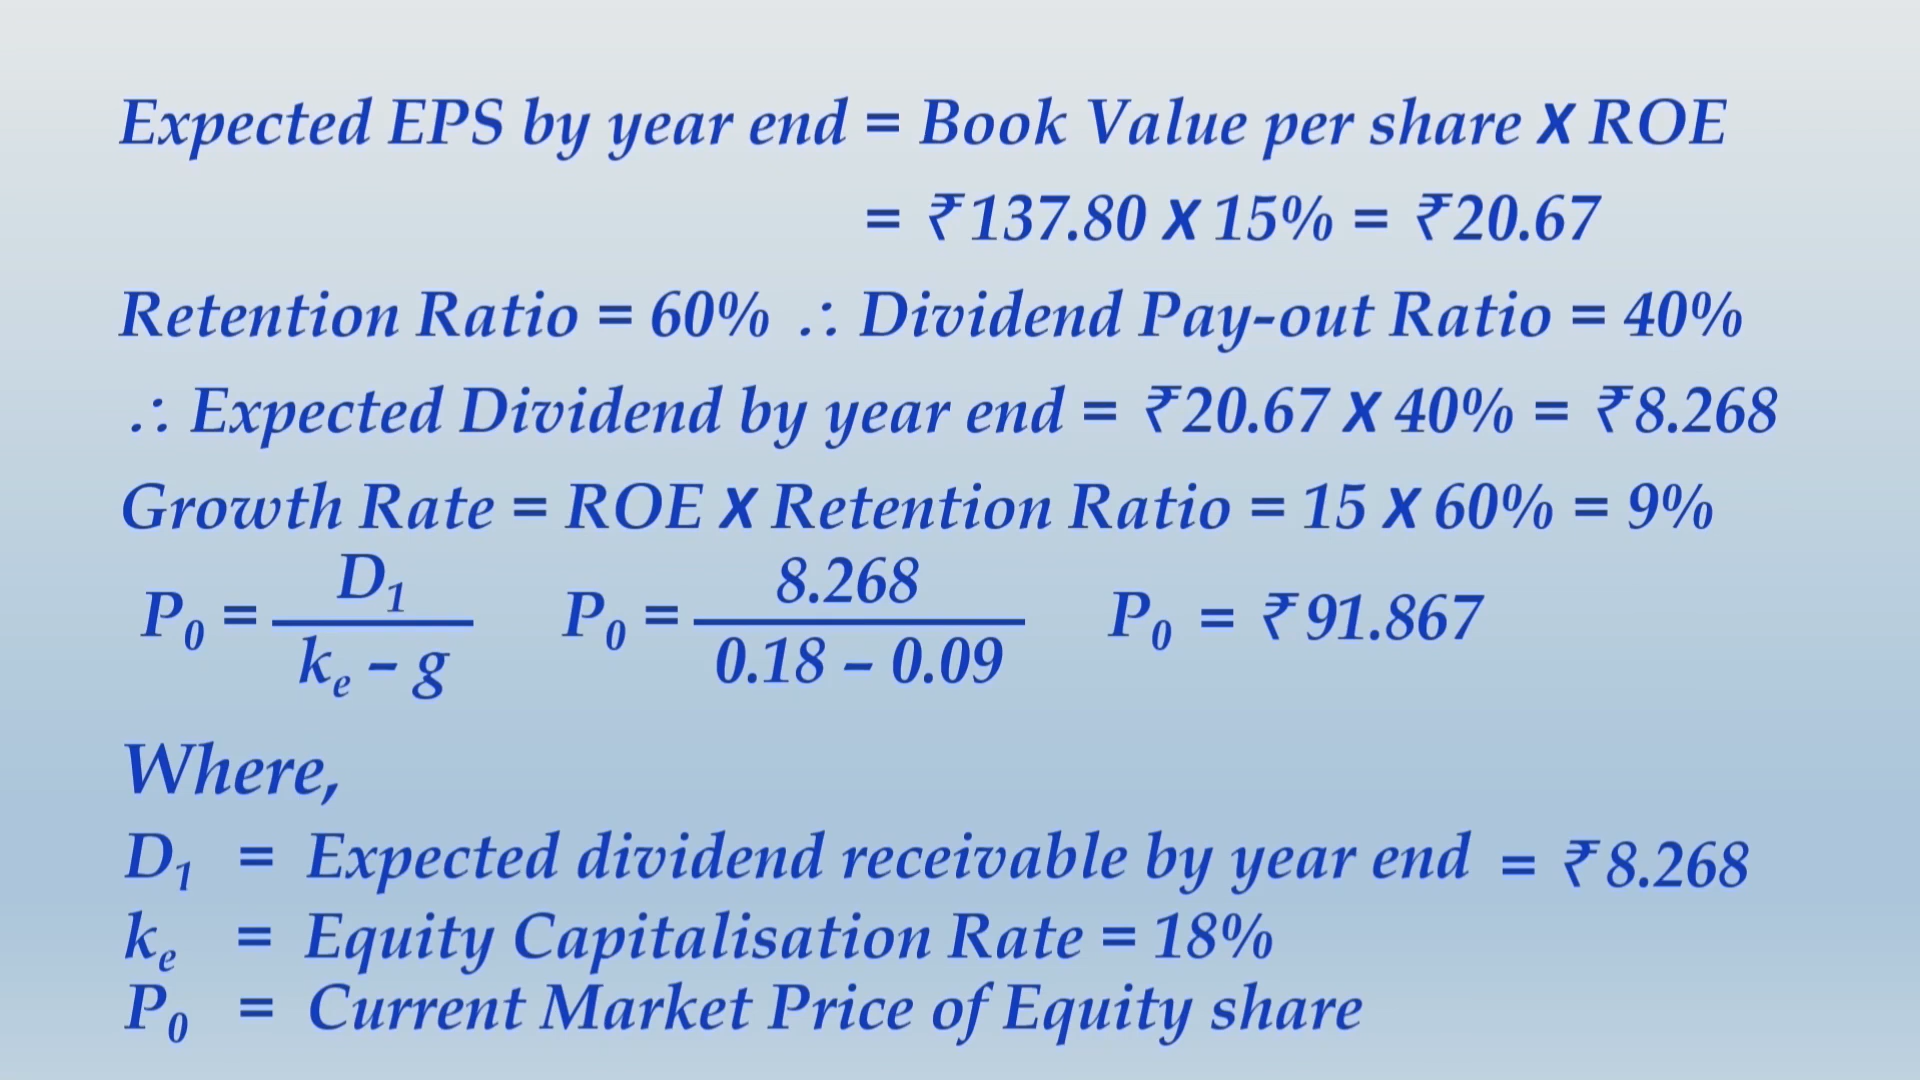 Expected EPS by year end = Book Value per share X ROE
= ₹137.80 X 15% = ₹20.67
Retention Ratio = 60% ∴ Dividend Pay-out Ratio = 40%
∴ Expected Dividend by year end = ₹20.67 X 40% = ₹8.268
Growth Rate = ROE X Retention Ratio = 15 X 60% = 9%
P₀ = D₁ / kₑ – g P₀ = 8.268 / 0.18 – 0.09 P₀ = ₹91.867
Where,
D₁ = Expected dividend receivable by year end = ₹8.268
kₑ = Equity Capitalisation Rate = 18%
P₀ = Current Market Price of Equity share